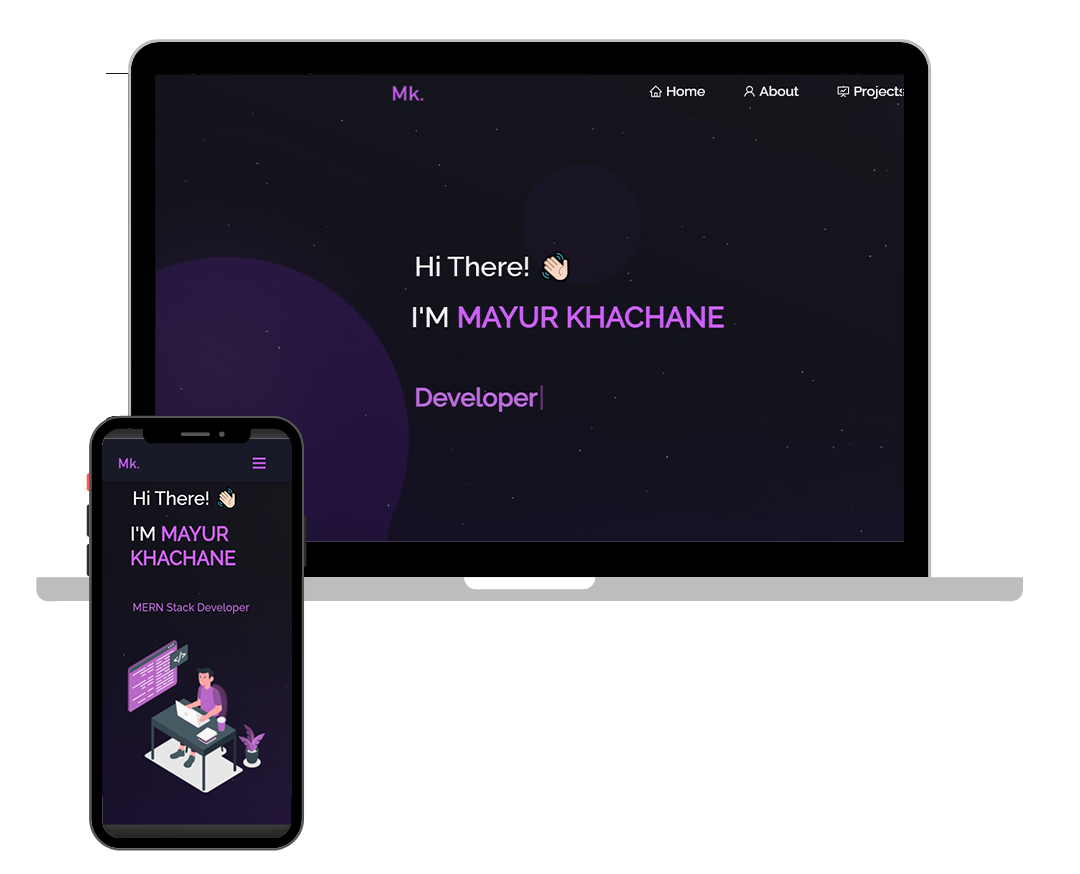 Mk.
Home
About
Projects
Hi There! 👋🏻
I'M MAYUR KHACHANE
Developer
Mk.
Hi There! 👋🏻
I'M MAYUR
KHACHANE
MERN Stack Developer
</>